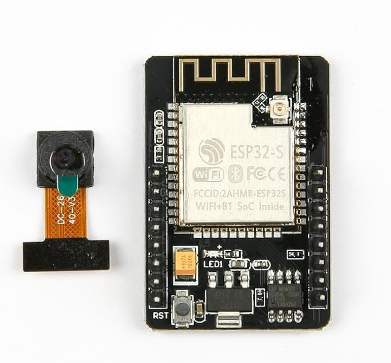 ESP32-S
WiFi
FCCID:2AHMR-ESP32S
WIFI+BT SoC Inside
DC-26
40-V3
LED1
RST